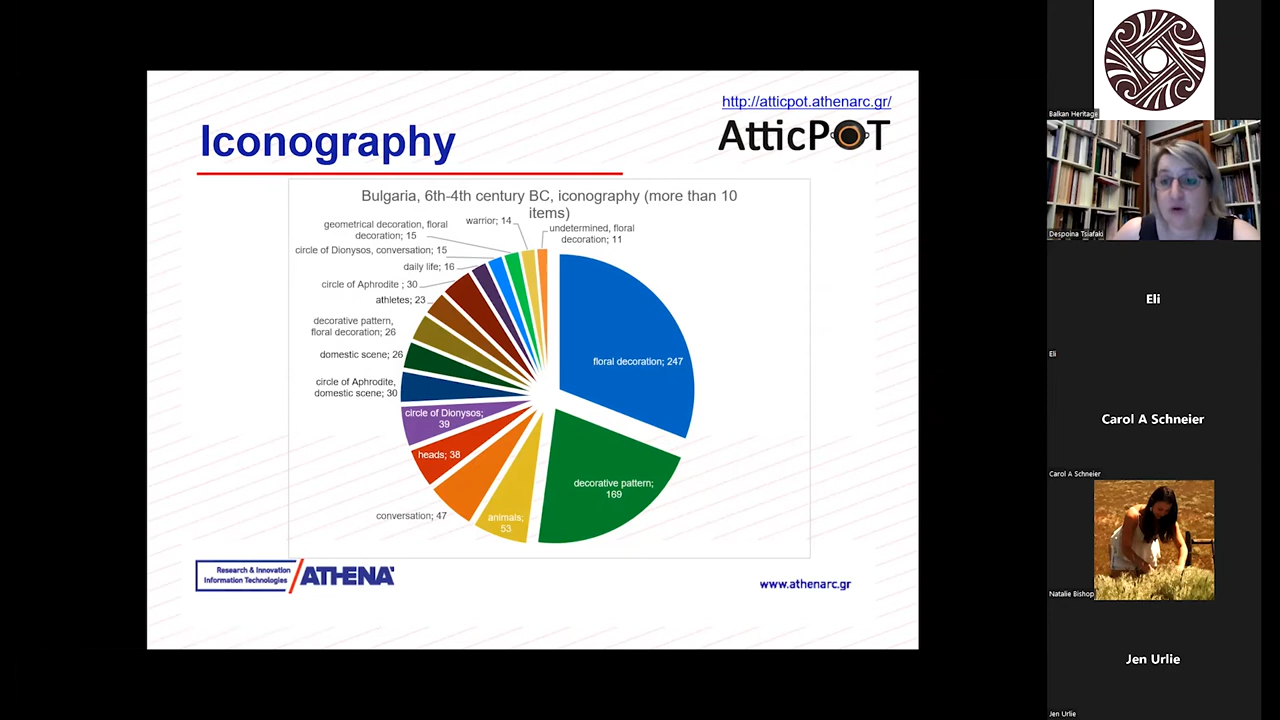 http://atticpot.athenarc.gr/
Iconography
AtticPOT
Bulgaria, 6th-4th century BC, iconography (more than 10
items)
geometrical decoration, floral
decoration; 15
warrior; 14
undetermined, floral
decoration; 11
circle of Dionysos, conversation; 15
daily life; 16
circle of Aphrodite ; 30
athletes; 23
decorative pattern,
floral decoration; 26
domestic scene; 26
circle of Aphrodite,
domestic scene; 30
circle of Dionysos;
39
heads; 38
conversation; 47
animals;
53
decorative pattern;
169
floral decoration; 247
Research & Innovation
Information Technologies
ATHENA
www.athenarc.gr
Balkan Heritage
Despoina Tsiafaki
Eli
Eli
Carol A Schneier
Carol A Schneier
Natalie Bishop
Jen Urlie
Jen Urlie